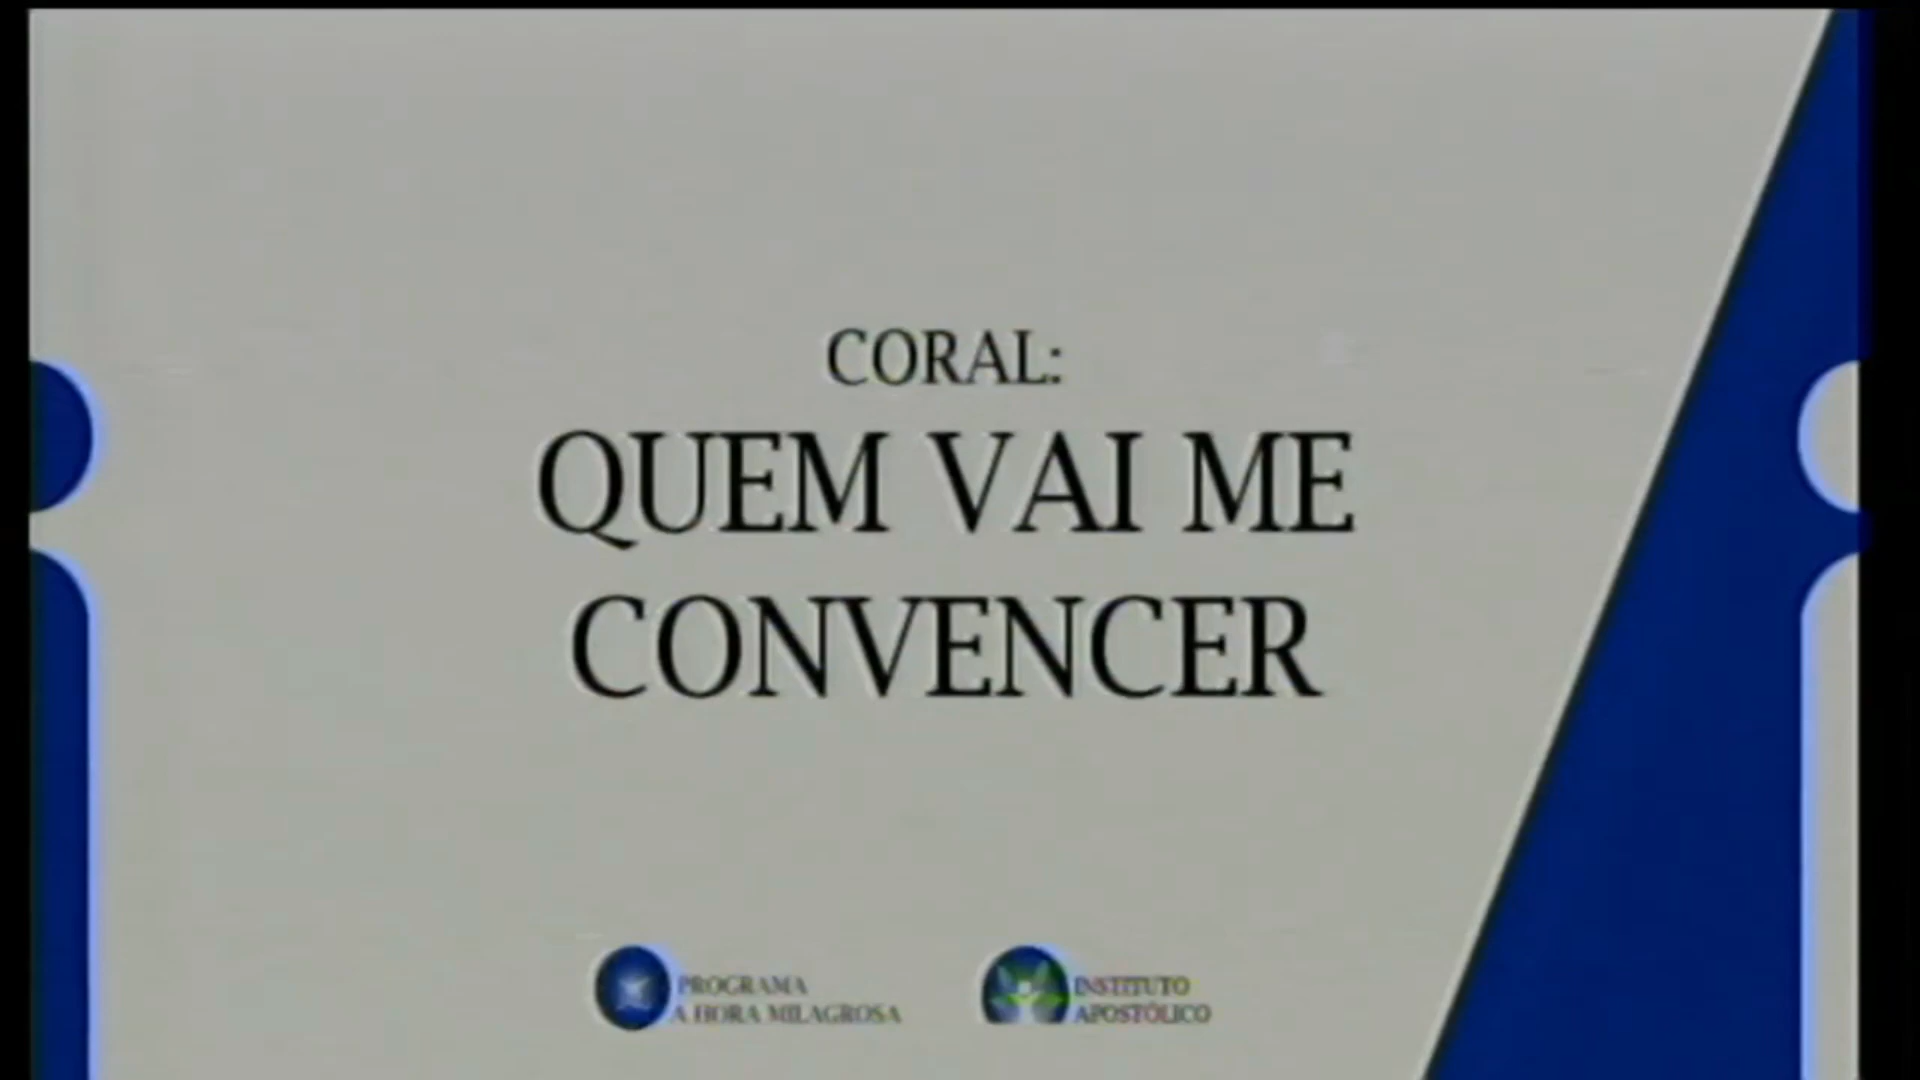 CORAL:
QUEM VAI ME
CONVENCER
PROGRAMA
A HORA MILAGROSA
INSTITUTO
APOSTÓLICO